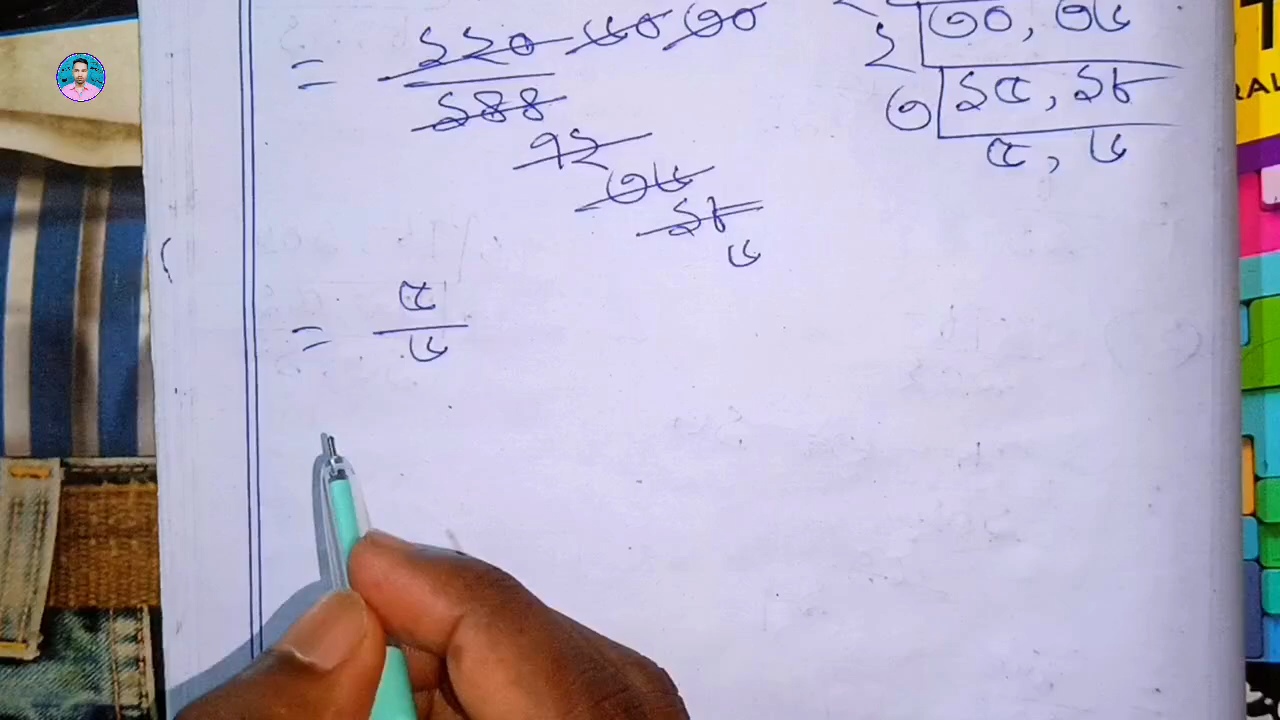 = ১২০ ৬০ ৩০
১৪৪
৭২
৩৬
১৮
৬
= ৫
৬
২ ৩০, ৩৬
৩ ১৫, ১৮
৫, ৬